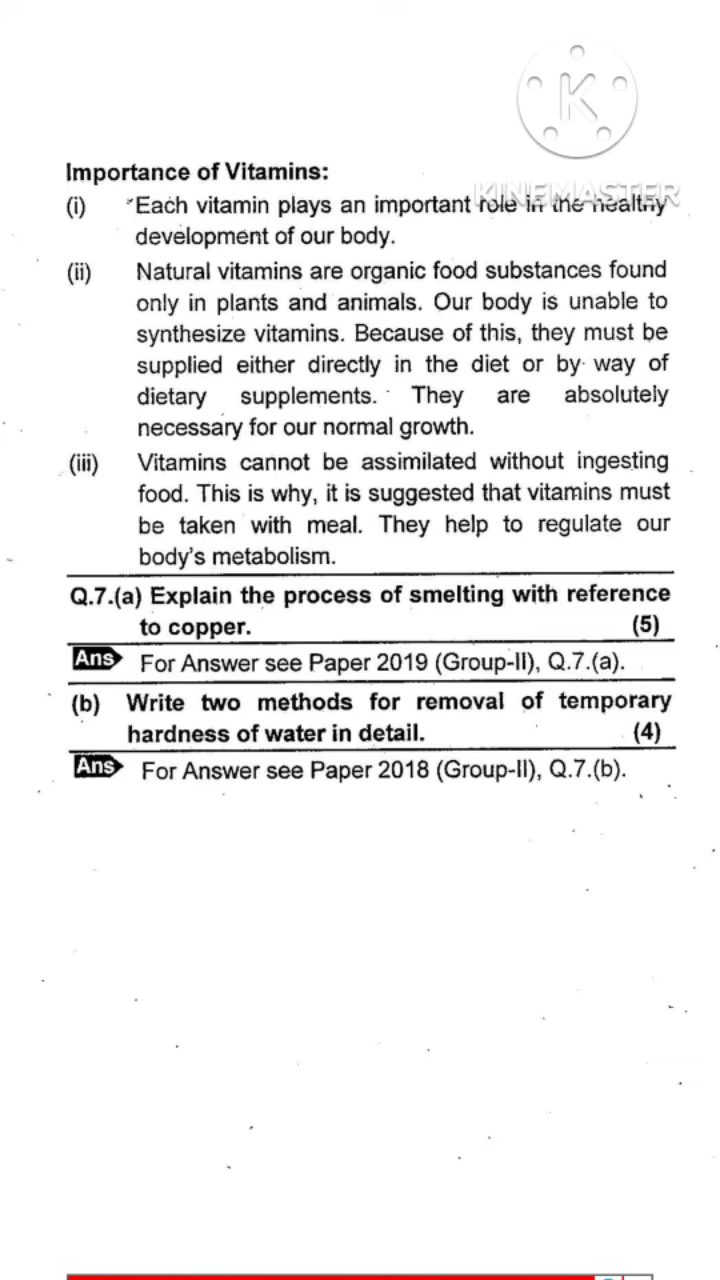 K
KINEMASTER
Importance of Vitamins:
(i) Each vitamin plays an important role in the healthy
development of our body.
(ii) Natural vitamins are organic food substances found
only in plants and animals. Our body is unable to
synthesize vitamins. Because of this, they must be
supplied either directly in the diet or by way of
dietary supplements. They are absolutely
necessary for our normal growth.
(iii) Vitamins cannot be assimilated without ingesting
food. This is why, it is suggested that vitamins must
be taken with meal. They help to regulate our
body's metabolism.
Q.7.(a) Explain the process of smelting with reference
to copper. (5)
Ans For Answer see Paper 2019 (Group-II), Q.7.(a).
(b) Write two methods for removal of temporary
hardness of water in detail. (4)
Ans For Answer see Paper 2018 (Group-II), Q.7.(b).